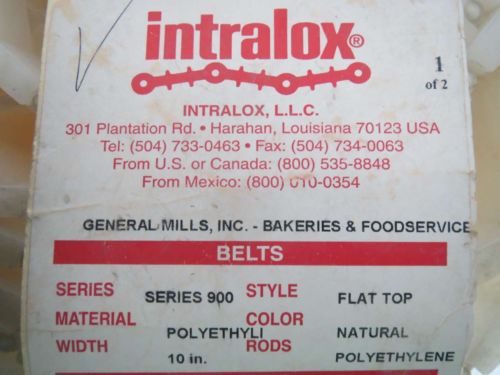 intralox®
1
of 2
INTRALOX, L.L.C.
301 Plantation Rd. • Harahan, Louisiana 70123 USA
Tel: (504) 733-0463 • Fax: (504) 734-0063
From U.S. or Canada: (800) 535-8848
From Mexico: (800) 010-0354
GENERAL MILLS, INC. - BAKERIES & FOODSERVICE
BELTS
SERIES SERIES 900 STYLE FLAT TOP
MATERIAL POLYETHYLI COLOR NATURAL
WIDTH 10 in. RODS POLYETHYLENE